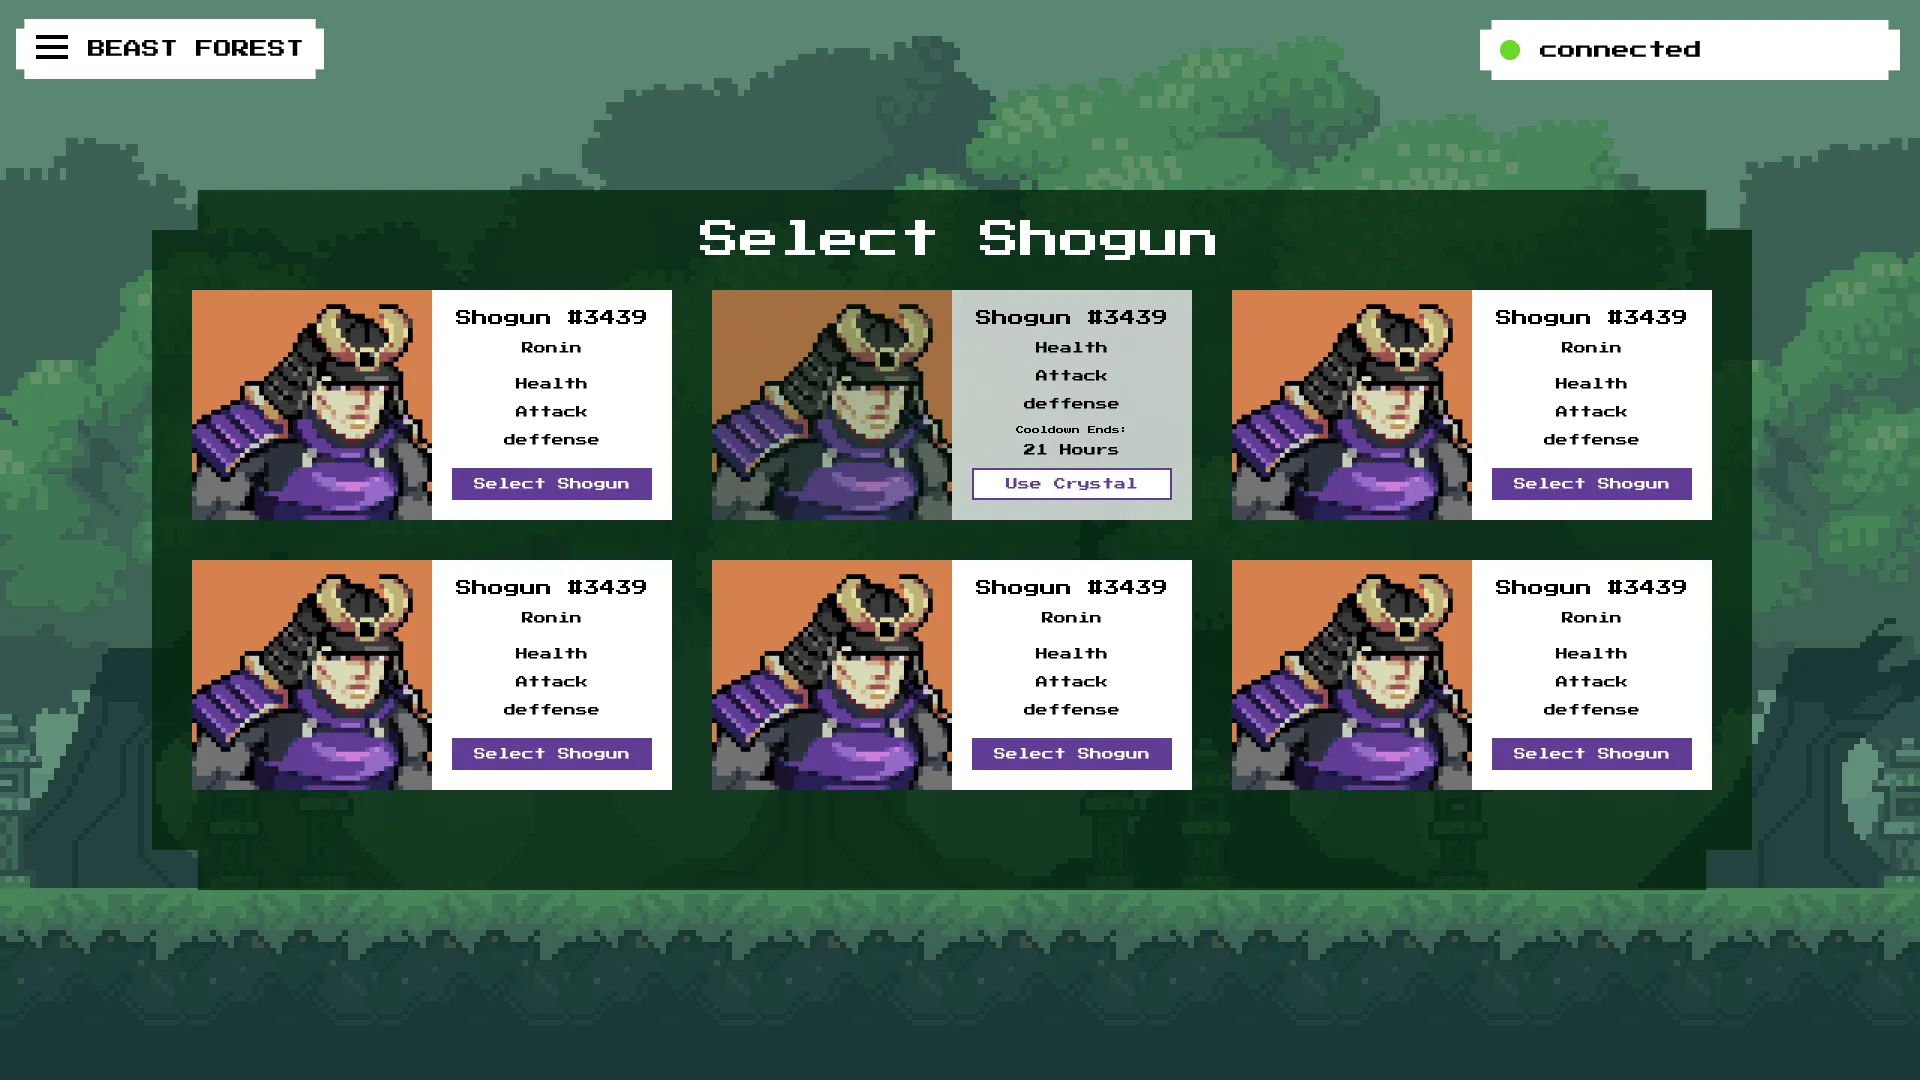 BEAST FOREST
connected
Select Shogun
Shogun #3439
Ronin
Health
Attack
deffense
Select Shogun
Shogun #3439
Health
Attack
deffense
Cooldown Ends:
21 Hours
Use Crystal
Shogun #3439
Ronin
Health
Attack
deffense
Select Shogun
Shogun #3439
Ronin
Health
Attack
deffense
Select Shogun
Shogun #3439
Ronin
Health
Attack
deffense
Select Shogun
Shogun #3439
Ronin
Health
Attack
deffense
Select Shogun